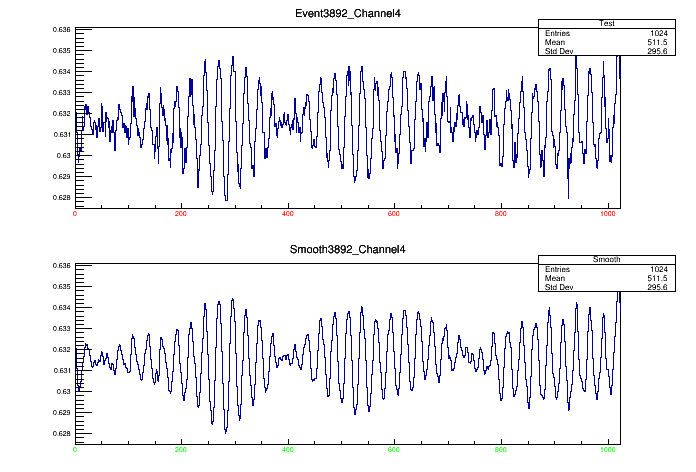 Event3892_Channel4
Test
Entries 1024
Mean 511.5
Std Dev 295.6
0.636
0.635
0.634
0.633
0.632
0.631
0.63
0.629
0.628
0 200 400 600 800 1000
Smooth3892_Channel4
Smooth
Entries 1024
Mean 511.5
Std Dev 295.6
0.636
0.635
0.634
0.633
0.632
0.631
0.63
0.629
0.628
0 200 400 600 800 1000